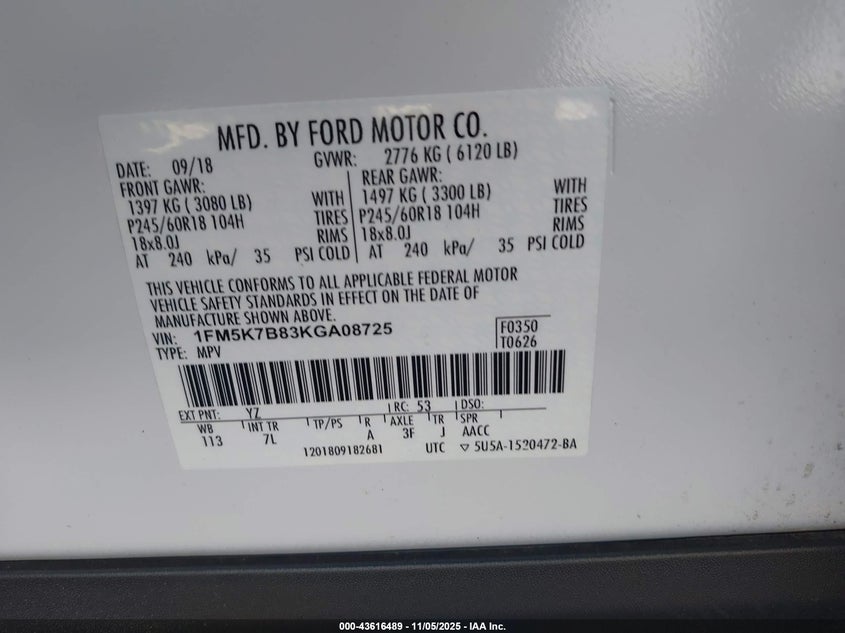 MFD. BY FORD MOTOR CO.
DATE: 09/18 GVWR: 2776 KG ( 6120 LB)
FRONT GAWR: REAR GAWR:
1397 KG ( 3080 LB) WITH 1497 KG ( 3300 LB) WITH
P245/60R18 104H TIRES P245/60R18 104H TIRES
18x8.0J RIMS 18x8.0J RIMS
AT 240 kPa/ 35 PSI COLD AT 240 kPa/ 35 PSI COLD
THIS VEHICLE CONFORMS TO ALL APPLICABLE FEDERAL MOTOR
VEHICLE SAFETY STANDARDS IN EFFECT ON THE DATE OF
MANUFACTURE SHOWN ABOVE.
VIN: 1FM5K7B83KGA08725 F0350
TYPE: MPV T0626
EXT PNT: YZ RC: 53 DSO:
WB INT TR TP/PS R AXLE TR SPR
113 7L A 3F J AACC
1201809182681 UTC ▽ 5U5A-1520472-BA
000-43616489 - 11/05/2025 - IAA Inc.